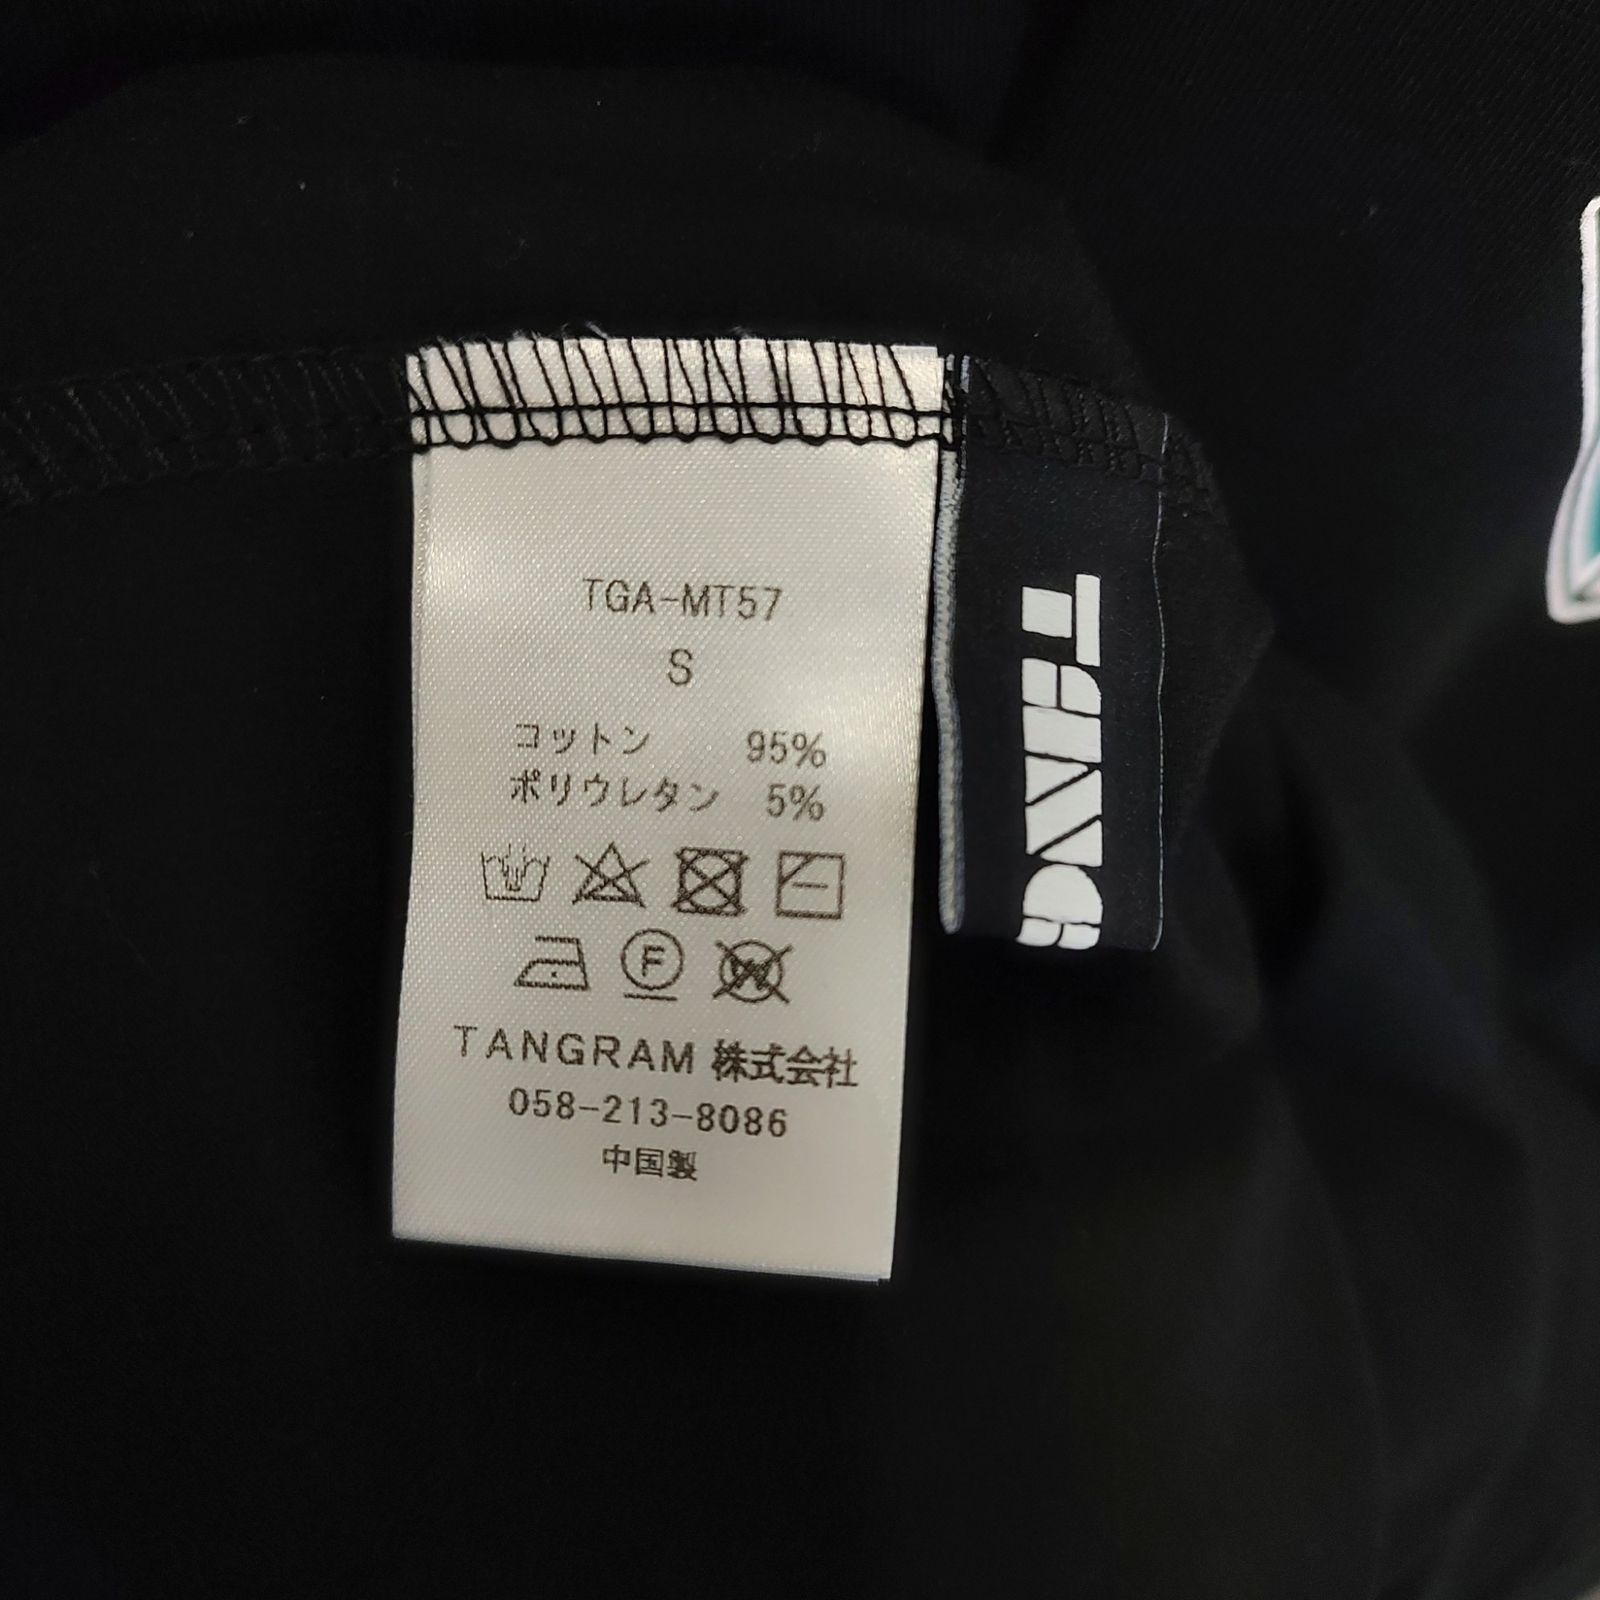 TGA-MT57
S
コットン 95%
ポリウレタン 5%
F
W
TANGRAM 株式会社
058-213-8086
中国製
TANG